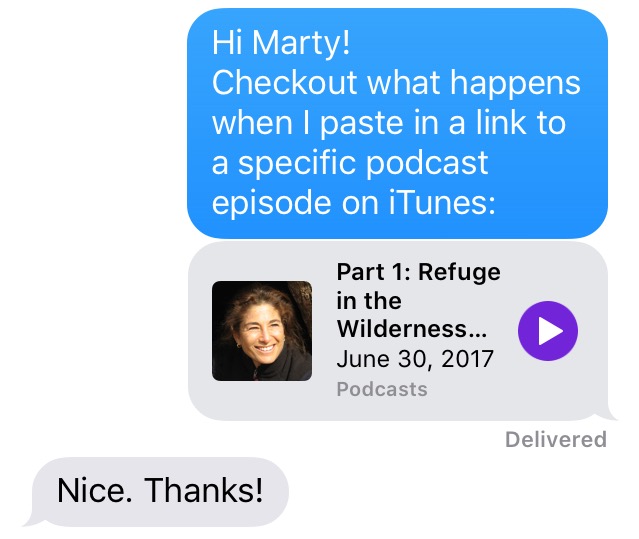 Hi Marty!
Checkout what happens
when I paste in a link to
a specific podcast
episode on iTunes:
Part 1: Refuge
in the
Wilderness...
June 30, 2017
Podcasts
Delivered
Nice. Thanks!